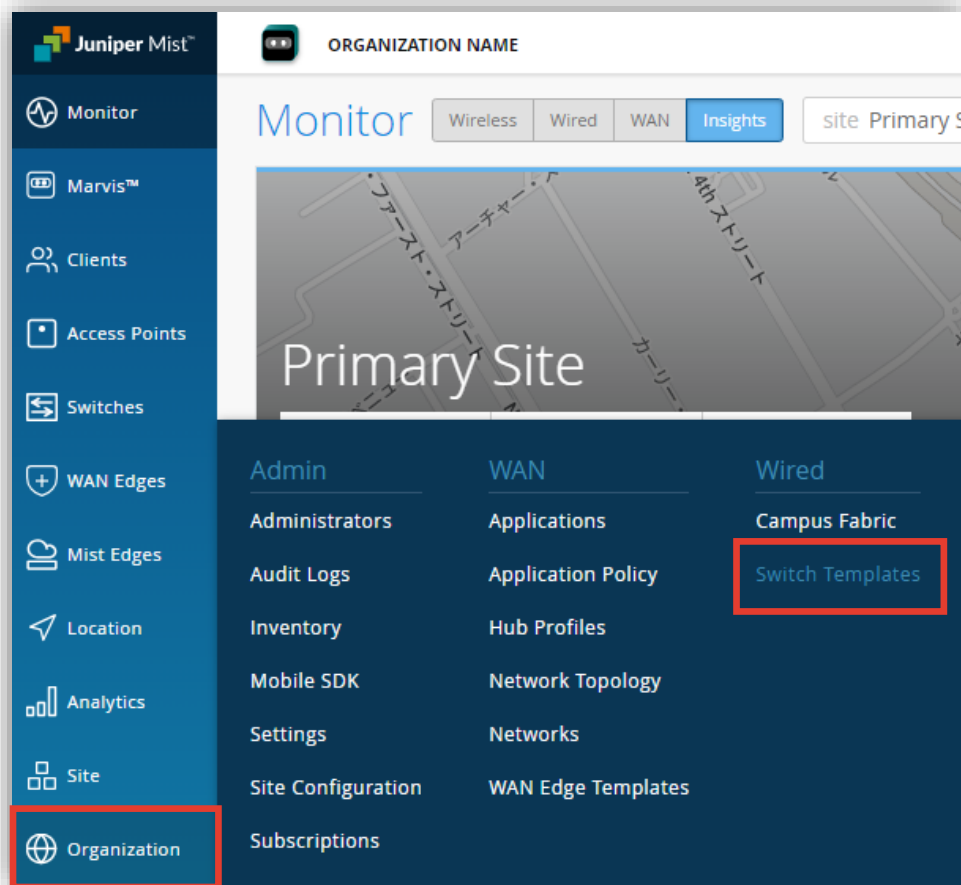 Juniper Mist™
ORGANIZATION NAME
Monitor
Marvis™
Clients
Access Points
Switches
WAN Edges
Mist Edges
Location
Analytics
Site
Organization
Monitor
Wireless
Wired
WAN
Insights
site Primary S
ファースト・ストリート
アーチャー・
4th ストリート
カーリー・
Primary Site
Admin
Administrators
Audit Logs
Inventory
Mobile SDK
Settings
Site Configuration
Subscriptions
WAN
Applications
Application Policy
Hub Profiles
Network Topology
Networks
WAN Edge Templates
Wired
Campus Fabric
Switch Templates